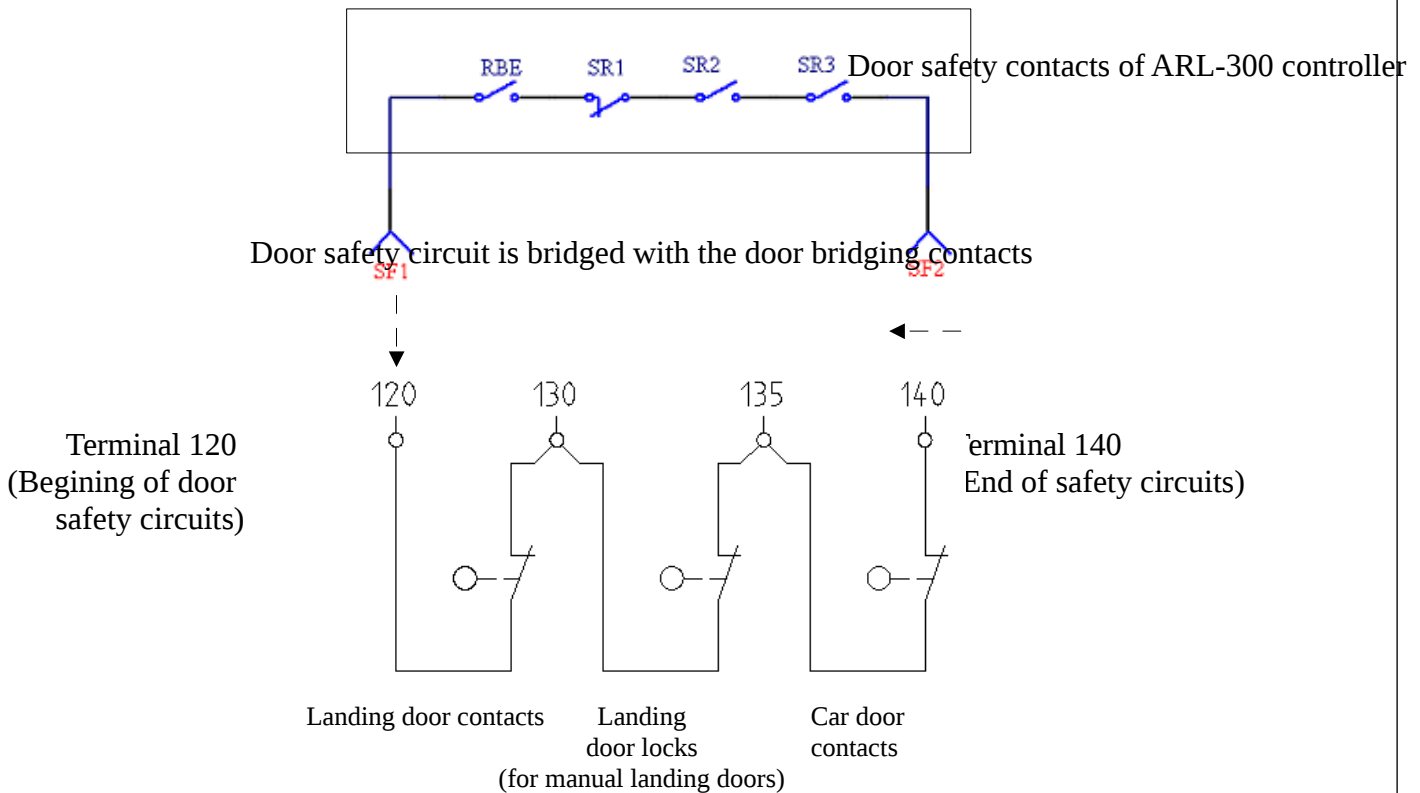 RBE SR1 SR2 SR3
Door safety contacts of ARL-300 controller
Door safety circuit is bridged with the door bridging contacts
SF1 SF2
120 130 135 140
Terminal 120
(Begining of door
safety circuits)
erminal 140
End of safety circuits)
Landing door contacts
Landing
door locks
(for manual landing doors)
Car door
contacts